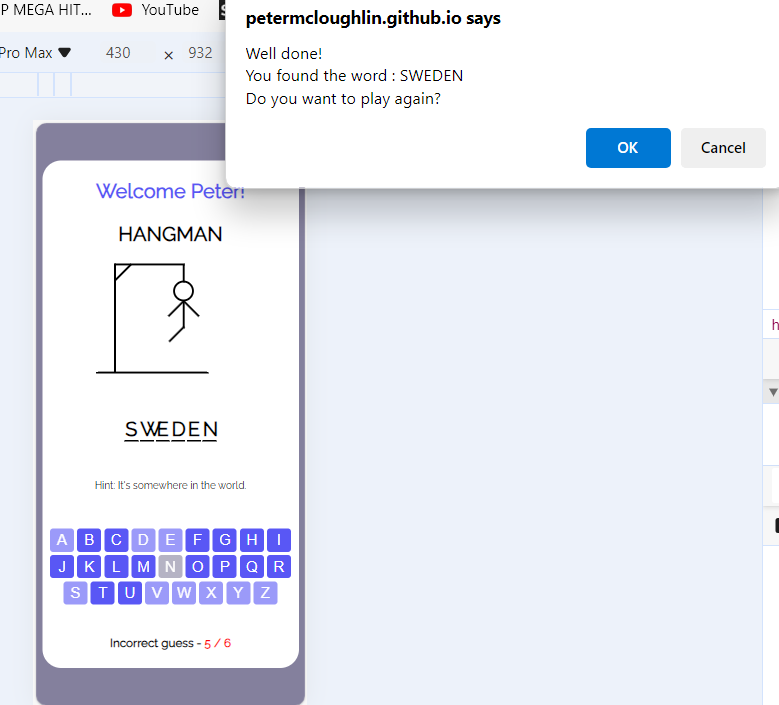 P MEGA HIT...
YouTube
Pro Max
430 × 932
petermcloughlin.github.io says
Well done!
You found the word : SWEDEN
Do you want to play again?
OK Cancel
Welcome Peter!
HANGMAN
SWEDEN
Hint: It's somewhere in the world.
A B C D E F G H I
J K L M N O P Q R
S T U V W X Y Z
Incorrect guess - 5 / 6